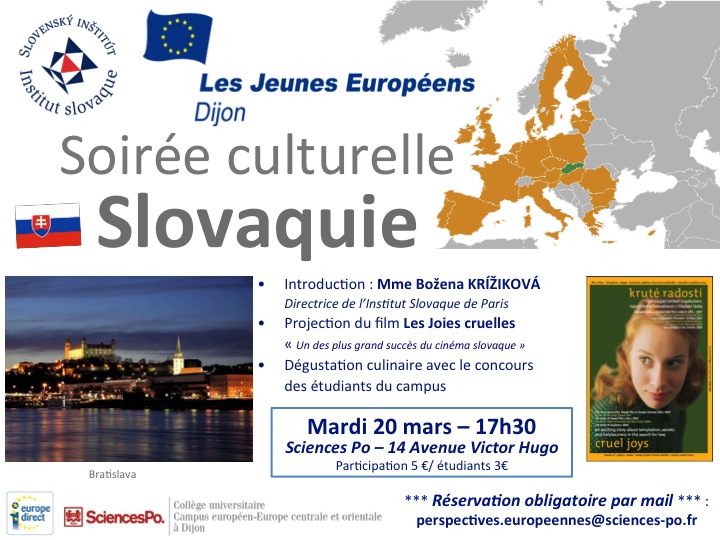 SLOVENSKÝ INŠTITÚT
Institut slovaque
Les Jeunes Européens
Dijon
Soirée culturelle
Slovaquie
• Introduction : Mme Božena KRÍŽIKOVÁ
Directrice de l'Institut Slovaque de Paris
• Projection du film Les Joies cruelles
« Un des plus grand succès du cinéma slovaque »
• Dégustation culinaire avec le concours
des étudiants du campus
Mardi 20 mars – 17h30
Sciences Po – 14 Avenue Victor Hugo
Participation 5 €/ étudiants 3€
kruté radosti
cruel joys
Bratislava
europe
direct
SciencesPo.
Collège universitaire
Campus européen-Europe centrale et orientale
à Dijon
*** Réservation obligatoire par mail *** :
perspectives.europeennes@sciences-po.fr